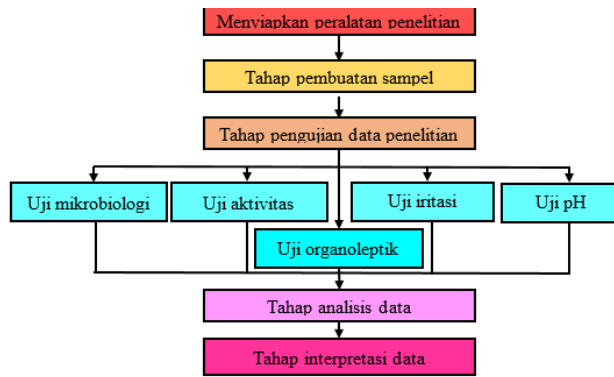 Menyiapkan peralatan penelitian
Tahap pembuatan sampel
Tahap pengujian data penelitian
Uji mikrobiologi
Uji aktivitas
Uji iritasi
Uji pH
Uji organoleptik
Tahap analisis data
Tahap interpretasi data